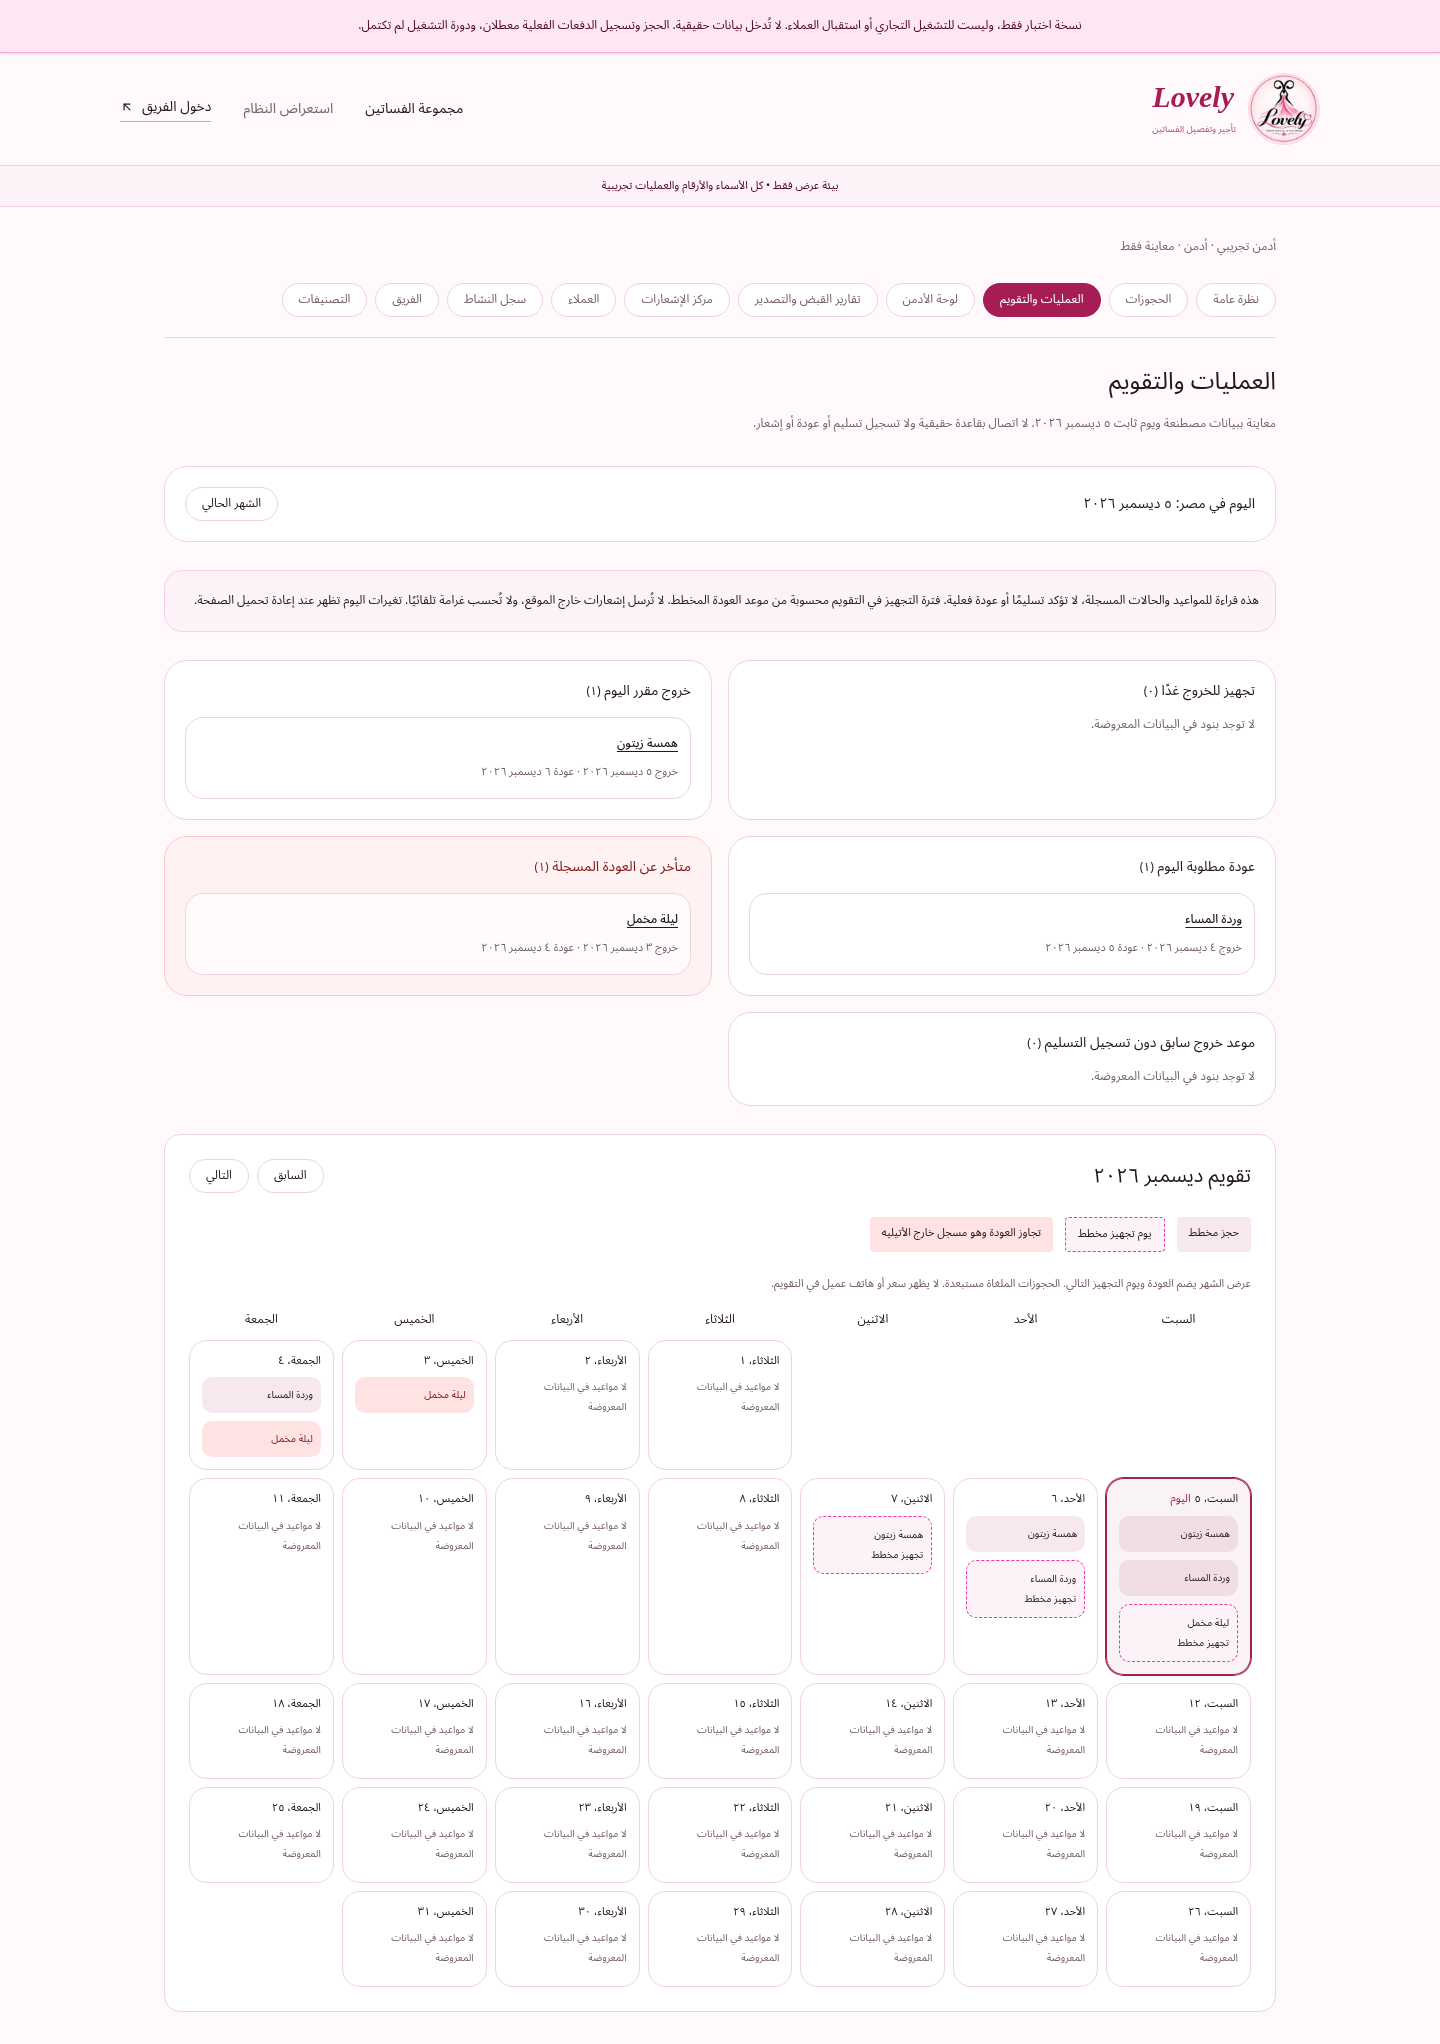 نسخة اختبار فقط، وليست للتشغيل التجاري أو استقبال العملاء. لا تُدخل بيانات حقيقية. الحجز وتسجيل الدفعات الفعلية معطلان، ودورة التشغيل لم تكتمل.
Lovely
Lovely
تأجير وتفصيل الفساتين
مجموعة الفساتين
استعراض النظام
دخول الفريق
بيئة عرض فقط • كل الأسماء والأرقام والعمليات تجريبية
أدمن تجريبي · أدمن · معاينة فقط
نظرة عامة
الحجوزات
العمليات والتقويم
لوحة الأدمن
تقارير القبض والتصدير
مركز الإشعارات
العملاء
سجل النشاط
الفريق
التصنيفات
العمليات والتقويم
معاينة ببيانات مصطنعة ويوم ثابت ٥ ديسمبر ٢٠٢٦. لا اتصال بقاعدة حقيقية ولا تسجيل تسليم أو عودة أو إشعار.
اليوم في مصر: ٥ ديسمبر ٢٠٢٦
الشهر الحالي
هذه قراءة للمواعيد والحالات المسجلة، لا تؤكد تسليمًا أو عودة فعلية. فترة التجهيز في التقويم محسوبة من موعد العودة المخطط. لا تُرسل إشعارات خارج الموقع، ولا تُحسب غرامة تلقائيًا. تغيرات اليوم تظهر عند إعادة تحميل الصفحة.
تجهيز للخروج غدًا (٠)
لا توجد بنود في البيانات المعروضة.
خروج مقرر اليوم (١)
همسة زيتون
خروج ٥ ديسمبر ٢٠٢٦ · عودة ٦ ديسمبر ٢٠٢٦
عودة مطلوبة اليوم (١)
وردة المساء
خروج ٤ ديسمبر ٢٠٢٦ · عودة ٥ ديسمبر ٢٠٢٦
متأخر عن العودة المسجلة (١)
ليلة مخمل
خروج ٣ ديسمبر ٢٠٢٦ · عودة ٤ ديسمبر ٢٠٢٦
موعد خروج سابق دون تسجيل التسليم (٠)
لا توجد بنود في البيانات المعروضة.
تقويم ديسمبر ٢٠٢٦
السابق
التالي
حجز مخطط
يوم تجهيز مخطط
تجاوز العودة وهو مسجل خارج الأتيليه
عرض الشهر يضم العودة ويوم التجهيز التالي. الحجوزات الملغاة مستبعدة. لا يظهر سعر أو هاتف عميل في التقويم.
السبت
الأحد
الاثنين
الثلاثاء
الأربعاء
الخميس
الجمعة
الثلاثاء، ١
لا مواعيد في البيانات
المعروضة
الأربعاء، ٢
لا مواعيد في البيانات
المعروضة
الخميس، ٣
ليلة مخمل
الجمعة، ٤
وردة المساء
ليلة مخمل
السبت، ٥ اليوم
همسة زيتون
وردة المساء
ليلة مخمل
تجهيز مخطط
الأحد، ٦
همسة زيتون
وردة المساء
تجهيز مخطط
الاثنين، ٧
همسة زيتون
تجهيز مخطط
الثلاثاء، ٨
لا مواعيد في البيانات
المعروضة
الأربعاء، ٩
لا مواعيد في البيانات
المعروضة
الخميس، ١٠
لا مواعيد في البيانات
المعروضة
الجمعة، ١١
لا مواعيد في البيانات
المعروضة
السبت، ١٢
لا مواعيد في البيانات
المعروضة
الأحد، ١٣
لا مواعيد في البيانات
المعروضة
الاثنين، ١٤
لا مواعيد في البيانات
المعروضة
الثلاثاء، ١٥
لا مواعيد في البيانات
المعروضة
الأربعاء، ١٦
لا مواعيد في البيانات
المعروضة
الخميس، ١٧
لا مواعيد في البيانات
المعروضة
الجمعة، ١٨
لا مواعيد في البيانات
المعروضة
السبت، ١٩
لا مواعيد في البيانات
المعروضة
الأحد، ٢٠
لا مواعيد في البيانات
المعروضة
الاثنين، ٢١
لا مواعيد في البيانات
المعروضة
الثلاثاء، ٢٢
لا مواعيد في البيانات
المعروضة
الأربعاء، ٢٣
لا مواعيد في البيانات
المعروضة
الخميس، ٢٤
لا مواعيد في البيانات
المعروضة
الجمعة، ٢٥
لا مواعيد في البيانات
المعروضة
السبت، ٢٦
لا مواعيد في البيانات
المعروضة
الأحد، ٢٧
لا مواعيد في البيانات
المعروضة
الاثنين، ٢٨
لا مواعيد في البيانات
المعروضة
الثلاثاء، ٢٩
لا مواعيد في البيانات
المعروضة
الأربعاء، ٣٠
لا مواعيد في البيانات
المعروضة
الخميس، ٣١
لا مواعيد في البيانات
المعروضة